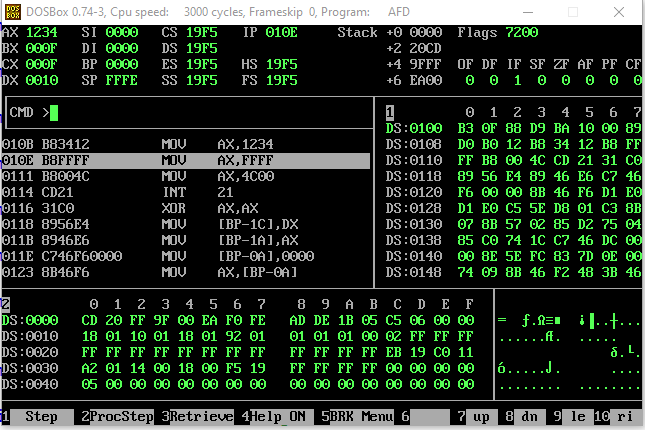 DOSBox 0.74-3, Cpu speed: 3000 cycles, Frameskip 0, Program: AFD
AX 1234 SI 0000 CS 19F5 IP 010E Stack +0 0000 Flags 7200
BX 000F DI 0000 DS 19F5 +2 20CD
CX 000F BP 0000 ES 19F5 HS 19F5 +4 9FFF OF DF IF SF ZF AF PF CF
DX 0010 SP FFFE SS 19F5 FS 19F5 +6 EA00 0 0 1 0 0 0 0 0
CMD > 1 0 1 2 3 4 5 6 7
DS:0100 B3 0F 88 D9 BA 10 00 89
010B B83412 MOV AX,1234 DS:0108 D0 B0 12 B8 34 12 B8 FF
010E B8FFFF MOV AX,FFFF DS:0110 FF B8 00 4C CD 21 31 C0
0111 B8004C MOV AX,4C00 DS:0118 89 56 E4 89 46 E6 C7 46
0114 CD21 INT 21 DS:0120 F6 00 00 8B 46 F6 D1 E0
0116 31C0 XOR AX,AX DS:0128 D1 E0 C5 5E D8 01 C3 8B
0118 8956E4 MOV [BP-1C],DX DS:0130 07 8B 57 02 85 D2 75 04
011B 8946E6 MOV [BP-1A],AX DS:0138 85 C0 74 1C C7 46 DC 00
011E C746F60000 MOV [BP-0A],0000 DS:0140 00 8E 5E FC 83 7D 0E 00
0123 8B46F6 MOV AX,[BP-0A] DS:0148 74 09 8B 46 F2 48 3B 46
2 0 1 2 3 4 5 6 7 8 9 A B C D E F
DS:0000 CD 20 FF 9F 00 EA F0 FE AD DE 1B 05 C5 06 00 00 = ƒ.Ω≡■ ¡▐..┼...
DS:0010 18 01 10 01 18 01 92 01 01 01 01 00 02 FF FF FF ......Æ. .....
DS:0020 FF FF FF FF FF FF FF FF FF FF FF FF EB 19 C0 11 δ.└.
DS:0030 A2 01 14 00 18 00 F5 19 FF FF FF FF 00 00 00 00 ó.....⌡. ....
DS:0040 05 00 00 00 00 00 00 00 00 00 00 00 00 00 00 00 ........ ........
1 Step 2 ProcStep 3 Retrieve 4 Help ON 5 BRK Menu 6 7 up 8 dn 9 le 10 ri